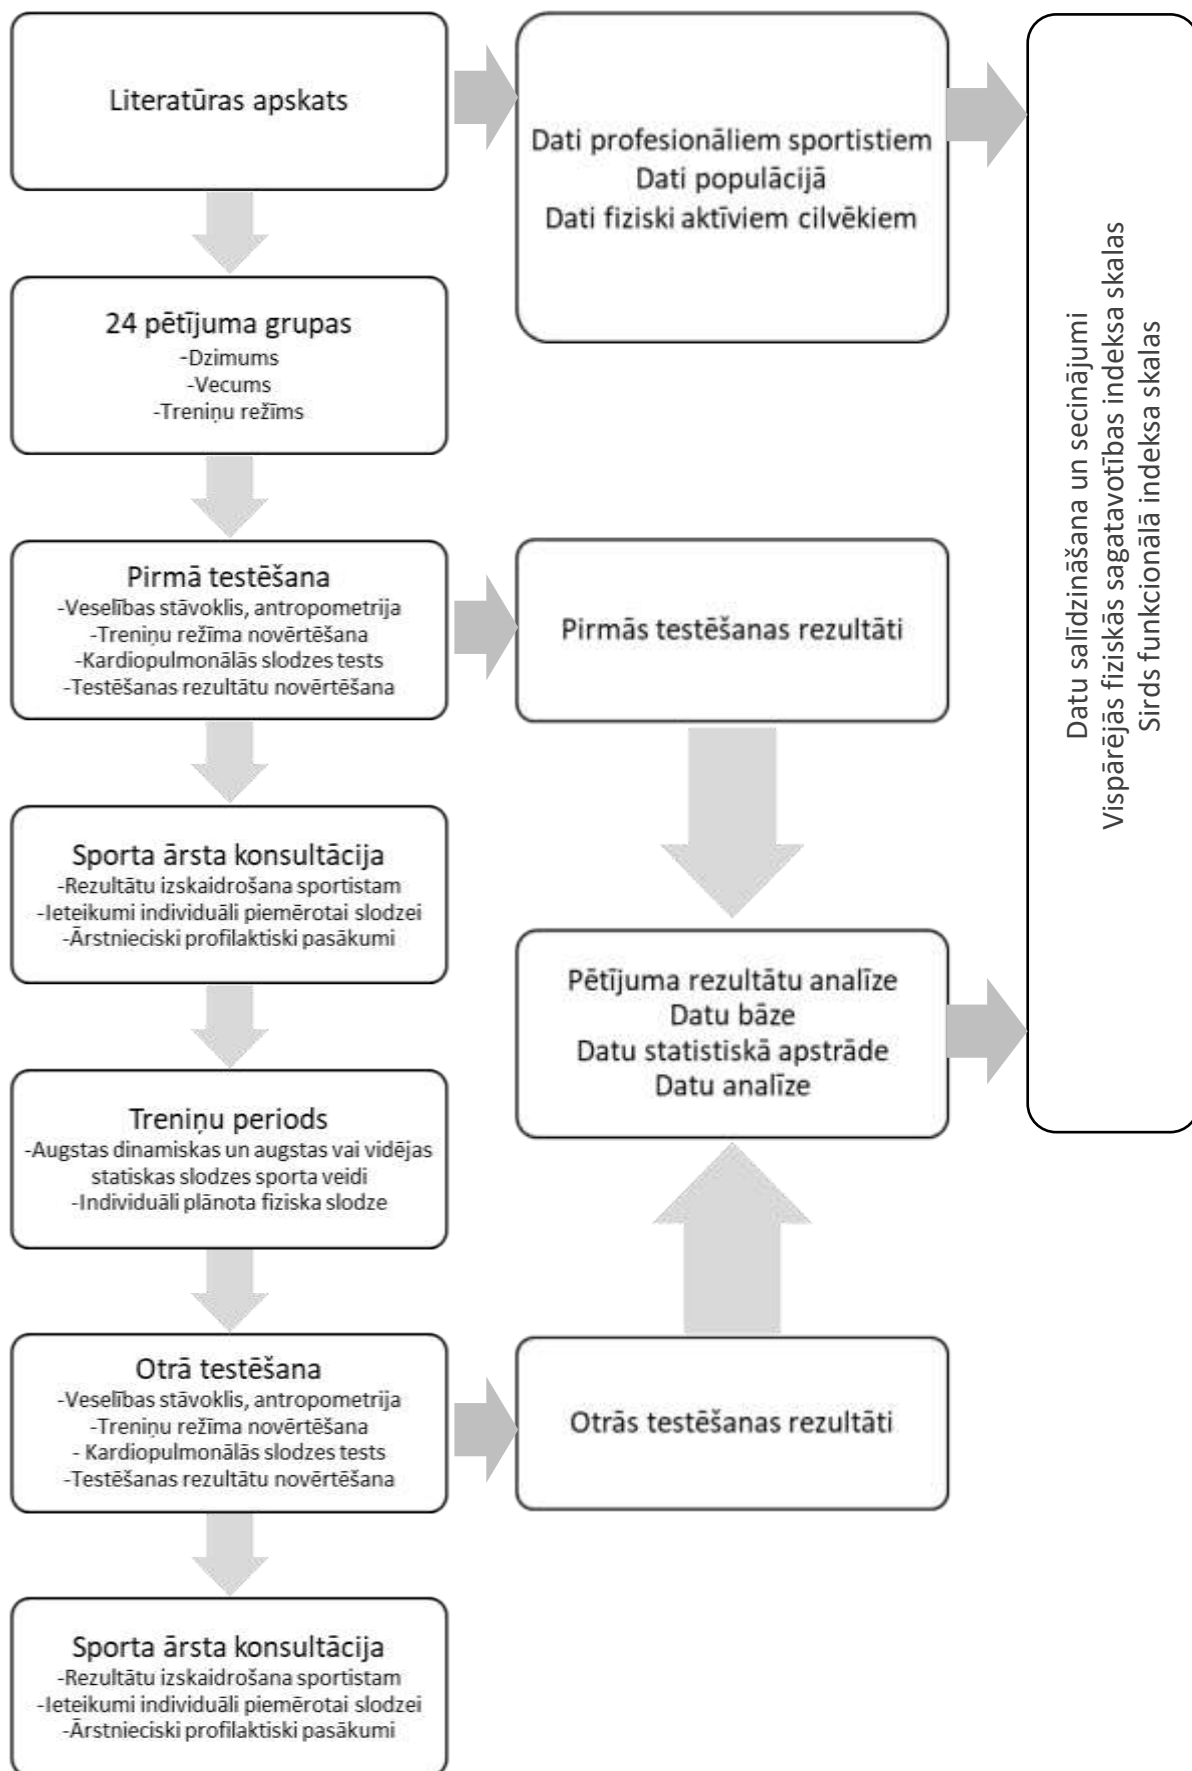 Literatūras apskats
Dati profesionāliem sportistiem
Dati populācijā
Dati fiziski aktīviem cilvēkiem
24 pētījuma grupas
-Dzimums
-Vecums
-Treniņu režīms
Pirmā testēšana
-Veselības stāvoklis, antropometrija
-Treniņu režīma novērtēšana
-Kardiopulmonālās slodzes tests
-Testēšanas rezultātu novērtēšana
Pirmās testēšanas rezultāti
Sporta ārsta konsultācija
-Rezultātu izskaidrošana sportistam
-Ieteikumi individuāli piemērotai slodzei
-Ārstnieciski profilaktiski pasākumi
Pētījuma rezultātu analīze
Datu bāze
Datu statistiskā apstrāde
Datu analīze
Treniņu periods
-Augstas dinamiskas un augstas vai vidējas
statiskas slodzes sporta veidi
-Individuāli plānota fiziska slodze
Otrā testēšana
-Veselības stāvoklis, antropometrija
-Treniņu režīma novērtēšana
- Kardiopulmonālās slodzes tests
-Testēšanas rezultātu novērtēšana
Otrās testēšanas rezultāti
Sporta ārsta konsultācija
-Rezultātu izskaidrošana sportistam
-Ieteikumi individuāli piemērotai slodzei
-Ārstnieciski profilaktiski pasākumi
Datu salīdzināšana un secinājumi
Vispārējās fiziskās sagatavotības indeksa skalas
Sirds funkcionālā indeksa skalas